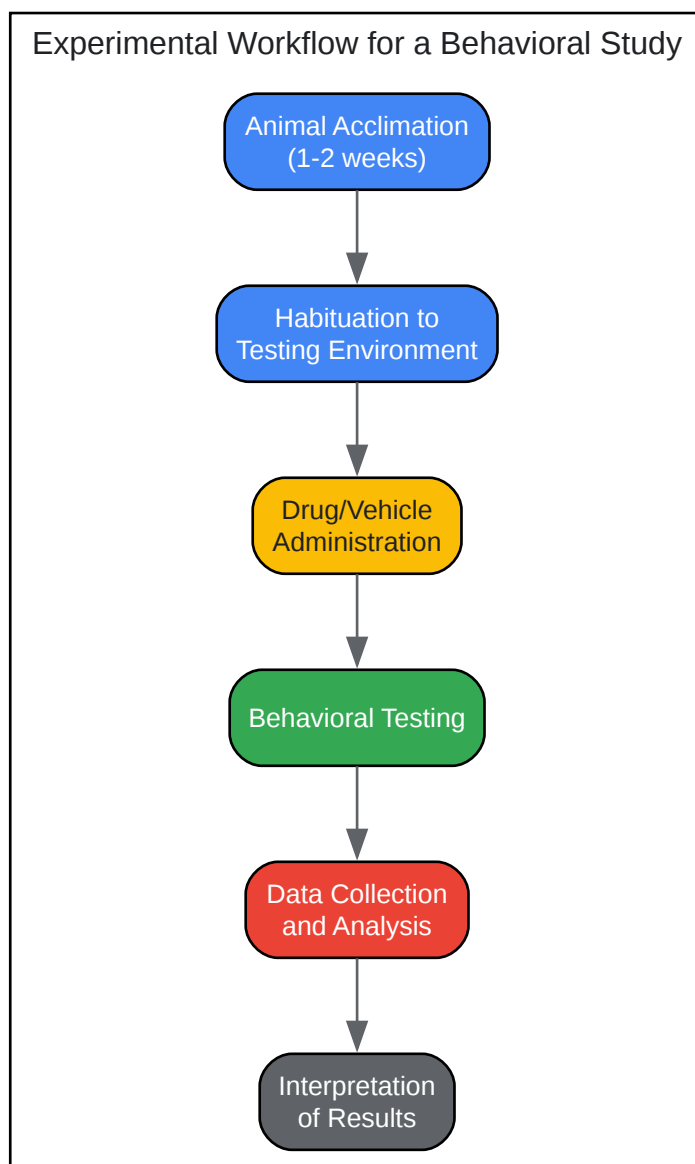 Experimental Workflow for a Behavioral Study
Animal Acclimation
(1-2 weeks)
Habituation to
Testing Environment
Drug/Vehicle
Administration
Behavioral Testing
Data Collection
and Analysis
Interpretation
of Results